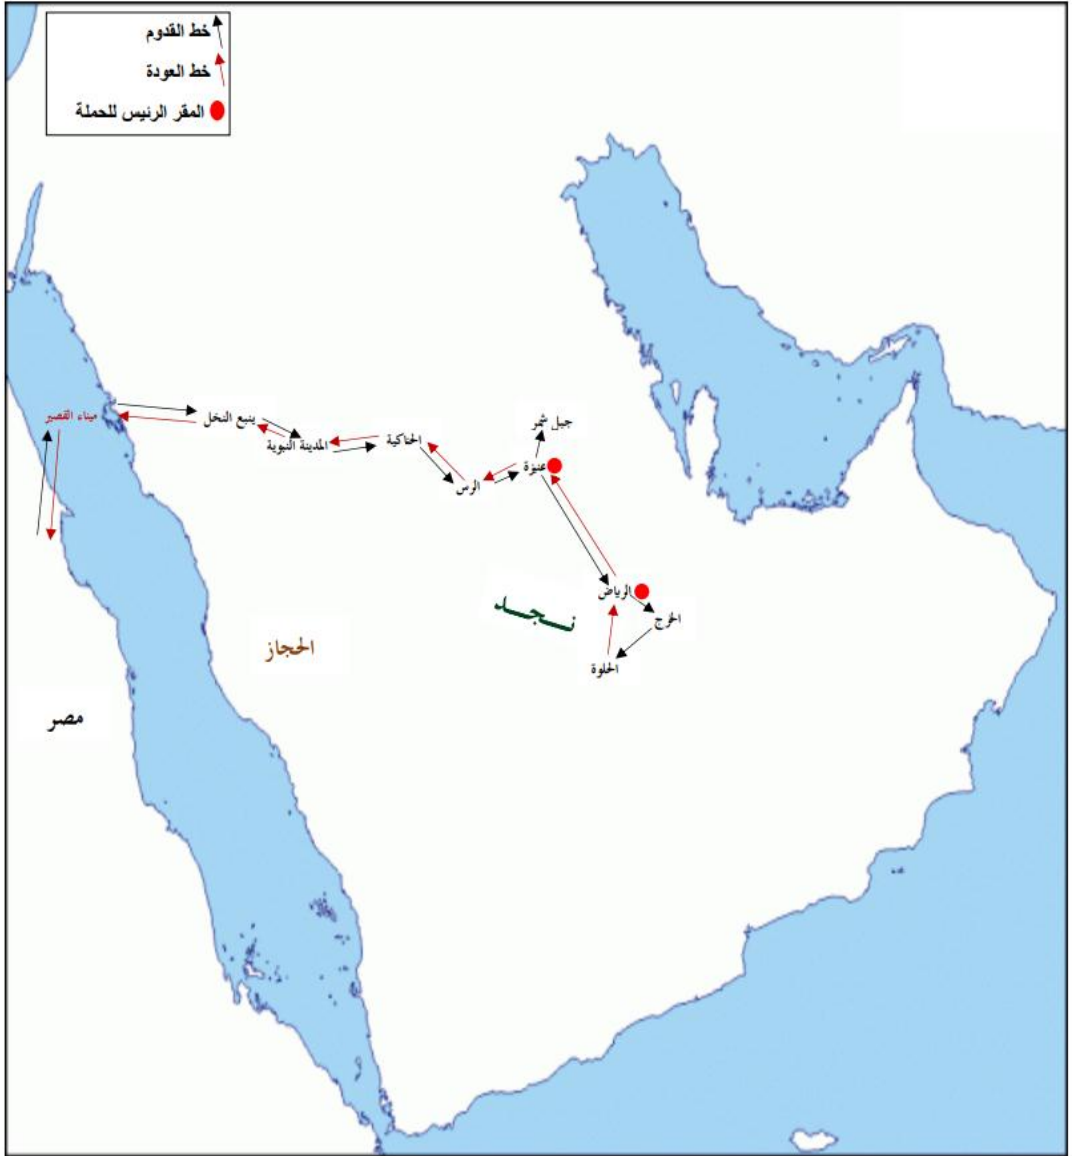 خط القدوم
خط العودة
المقر الرئيس للحملة
ميناء القصير
ينبع النخل
المدينة النبوية
الحناكية
الرس
عنيزة
جبل شمر
الرياض
الخرج
الحلوة
نجد
الحجاز
مصر